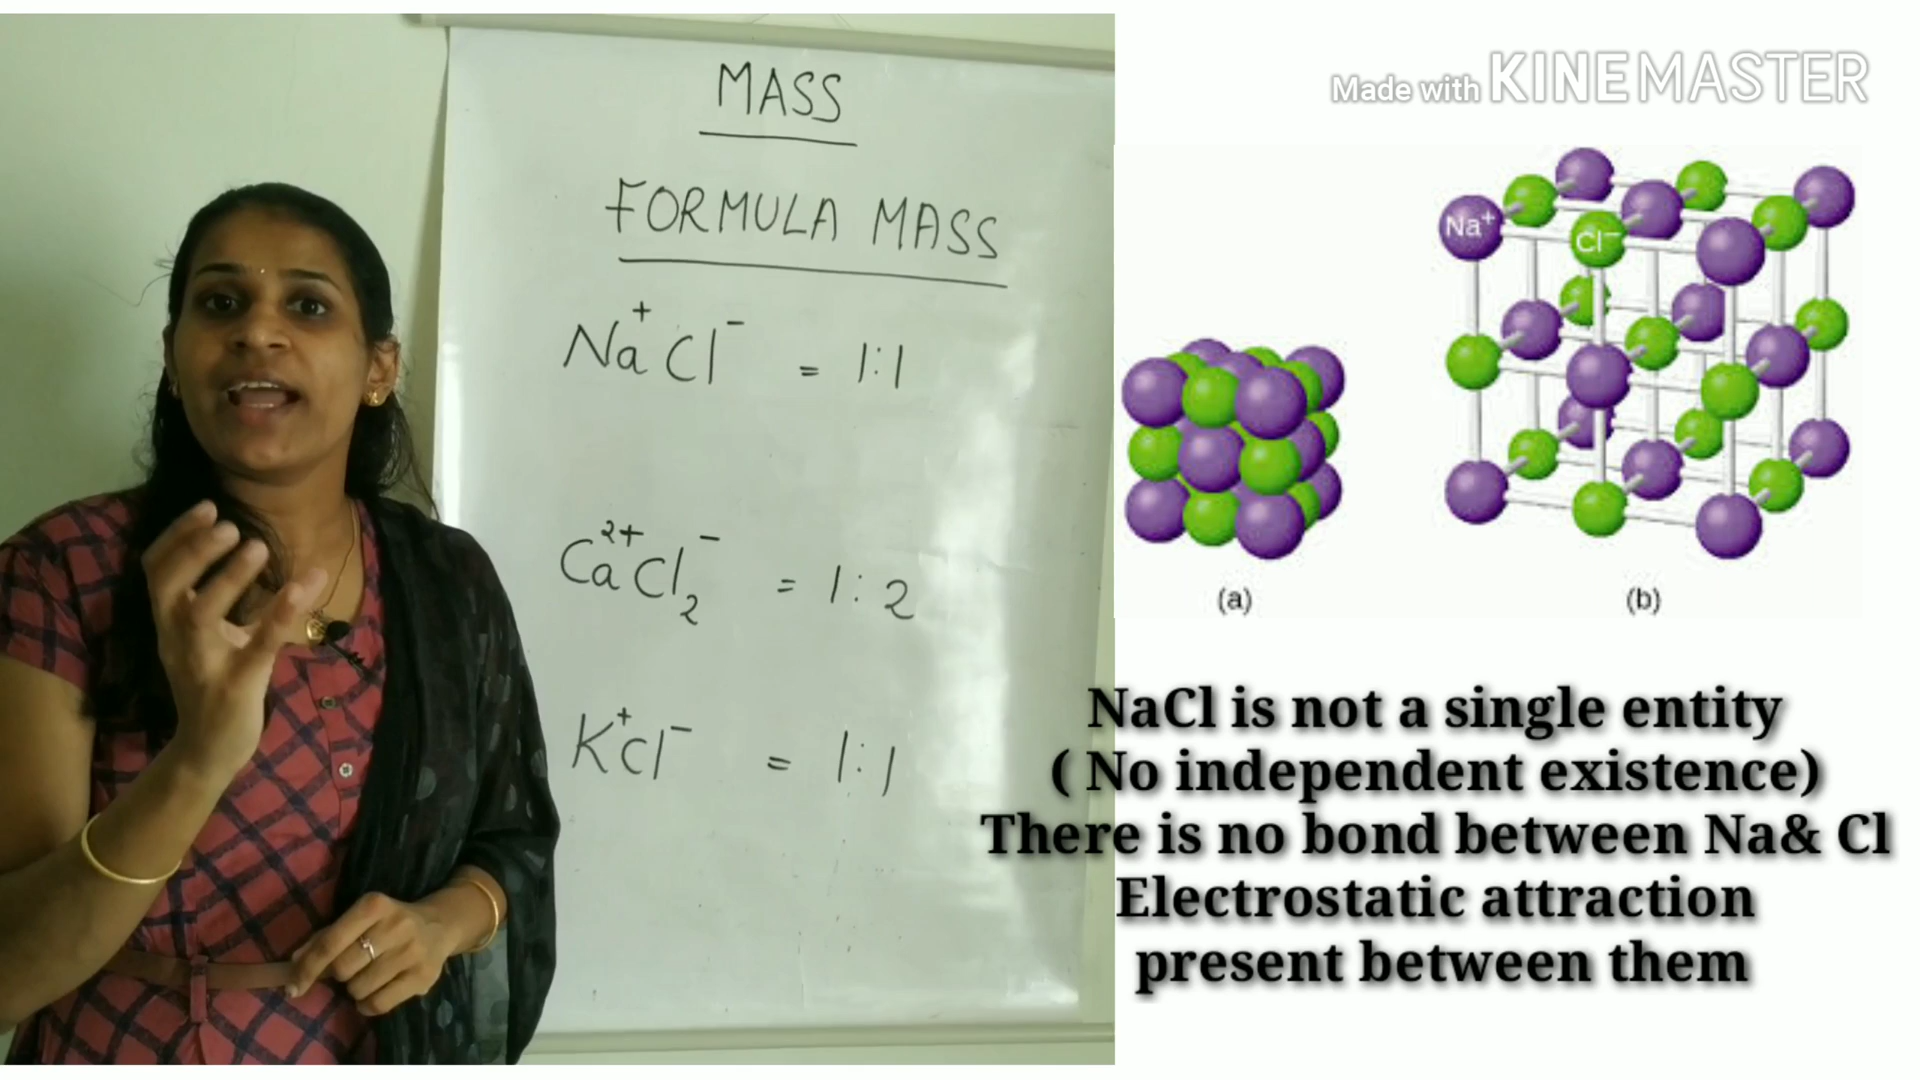 MASS
FORMULA MASS
Na⁺Cl⁻ = 1:1
Ca²⁺Cl₂⁻ = 1:2
K⁺Cl⁻ = 1:1
Made with KINEMASTER
Na⁺
Cl⁻
(a)
(b)
NaCl is not a single entity
( No independent existence)
There is no bond between Na& Cl
Electrostatic attraction
present between them